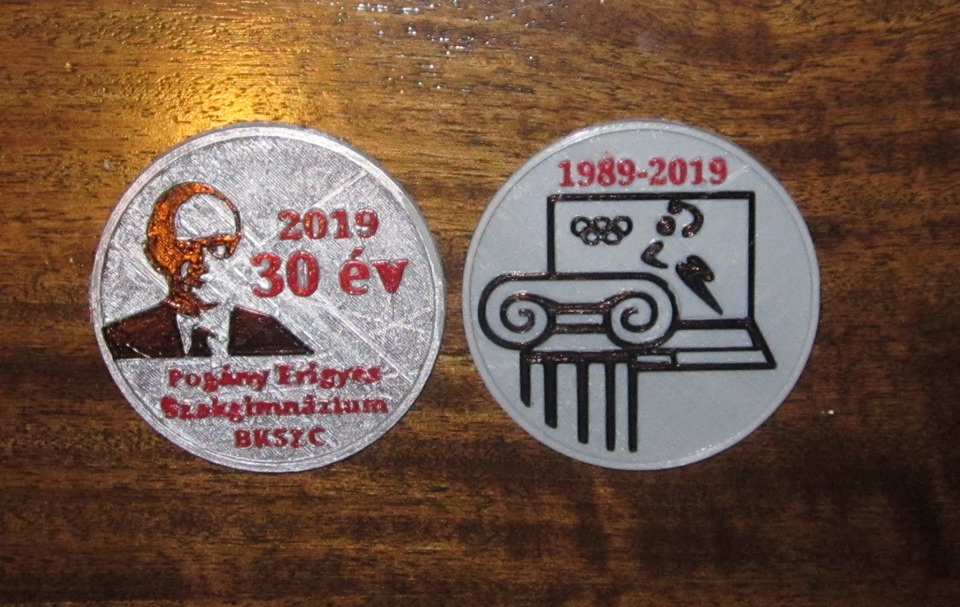 2019
30 év
Pogány Frigyes
Szakgimnázium
BKSZC
1989-2019